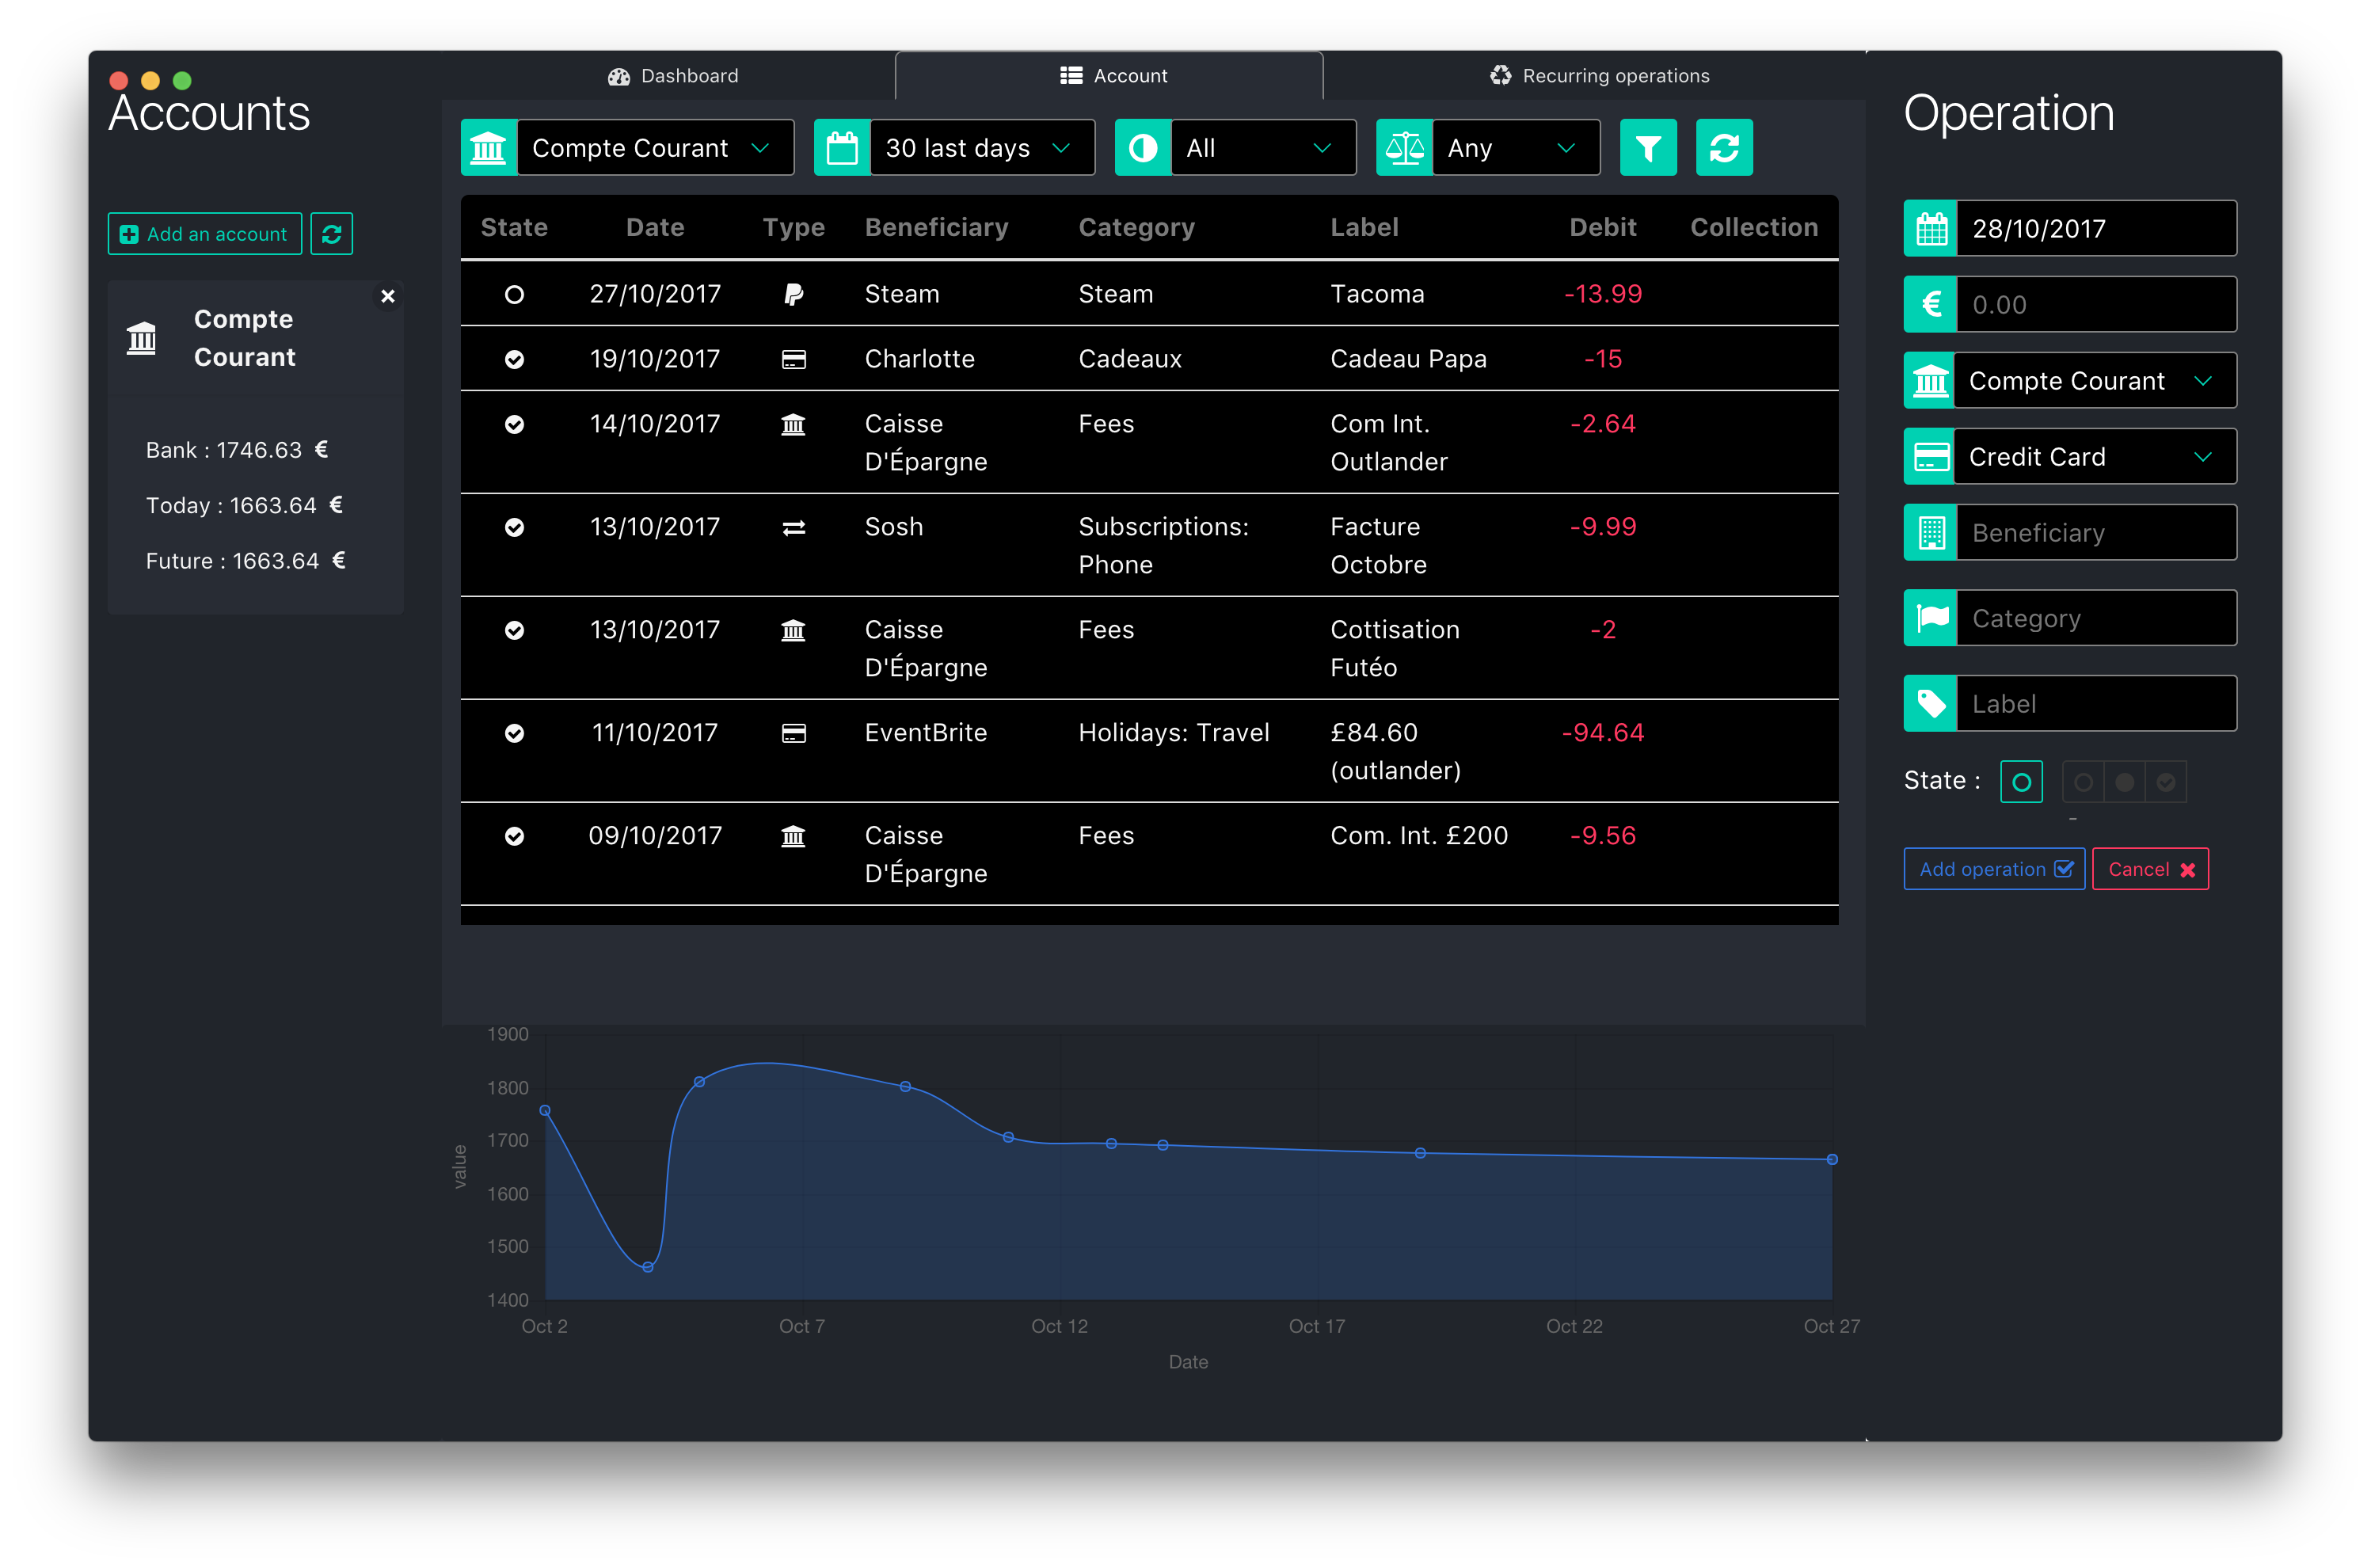 Accounts
Add an account
Compte
Courant
Bank : 1746.63 €
Today : 1663.64 €
Future : 1663.64 €
Dashboard
Account
Recurring operations
Compte Courant
30 last days
All
Any
State Date Type Beneficiary Category Label Debit Collection
27/10/2017 Steam Steam Tacoma -13.99
19/10/2017 Charlotte Cadeaux Cadeau Papa -15
14/10/2017 Caisse Fees Com Int. -2.64
D'Épargne Outlander
13/10/2017 Sosh Subscriptions: Facture -9.99
Phone Octobre
13/10/2017 Caisse Fees Cottisation -2
D'Épargne Futéo
11/10/2017 EventBrite Holidays: Travel £84.60 -94.64
(outlander)
09/10/2017 Caisse Fees Com. Int. £200 -9.56
D'Épargne
1900
1800
1700
1600
1500
1400
value
Oct 2 Oct 7 Oct 12 Oct 17 Oct 22 Oct 27
Date
Operation
28/10/2017
€ 0.00
Compte Courant
Credit Card
Beneficiary
Category
Label
State :
-
Add operation
Cancel